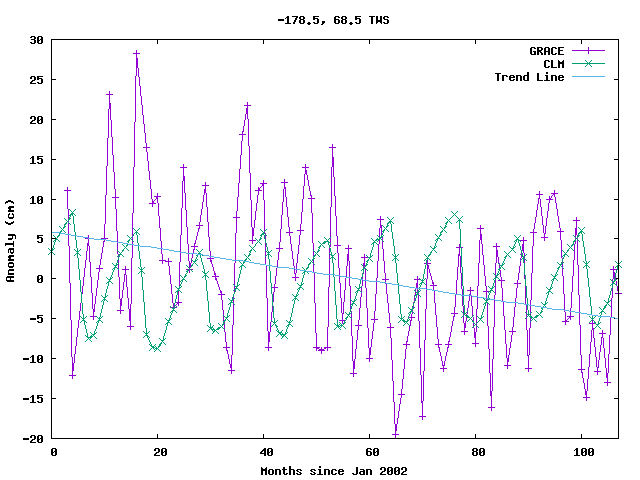 -178.5, 68.5 TWS
GRACE
CLM
Trend Line
30
25
20
15
10
5
0
-5
-10
-15
-20
Anomaly (cm)
0 20 40 60 80 100
Months since Jan 2002